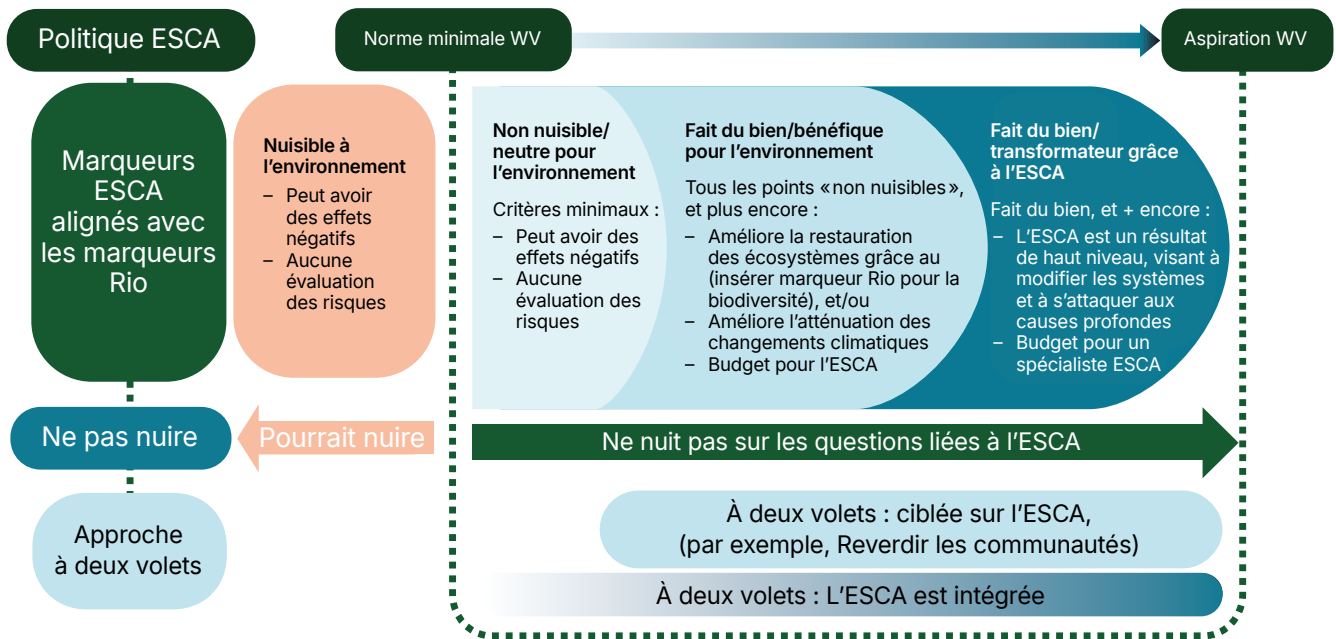 Politique ESCA
Norme minimale WV
Aspiration WV
Marqueurs
ESCA
alignés avec
les marqueurs
Rio
Nuisible à
l’environnement
– Peut avoir
des effets
négatifs
– Aucune
évaluation
des risques
Non nuisible/
neutre pour
l’environnement
Critères minimaux :
– Peut avoir des
effets négatifs
– Aucune
évaluation des
risques
Fait du bien/bénéfique
pour l’environnement
Tous les points «non nuisibles»,
et plus encore :
– Améliore la restauration
des écosystèmes grâce au
(insérer marqueur Rio pour la
biodiversité), et/ou
– Améliore l’atténuation des
changements climatiques
– Budget pour l’ESCA
Fait du bien/
transformateur grâce
à l’ESCA
Fait du bien, et + encore :
– L’ESCA est un résultat
de haut niveau, visant à
modifier les systèmes
et à s’attaquer aux
causes profondes
– Budget pour un
spécialiste ESCA
Ne pas nuire
Pourrait nuire
Ne nuit pas sur les questions liées à l’ESCA
Approche
à deux volets
À deux volets : ciblée sur l’ESCA,
(par exemple, Reverdir les communautés)
À deux volets : L’ESCA est intégrée